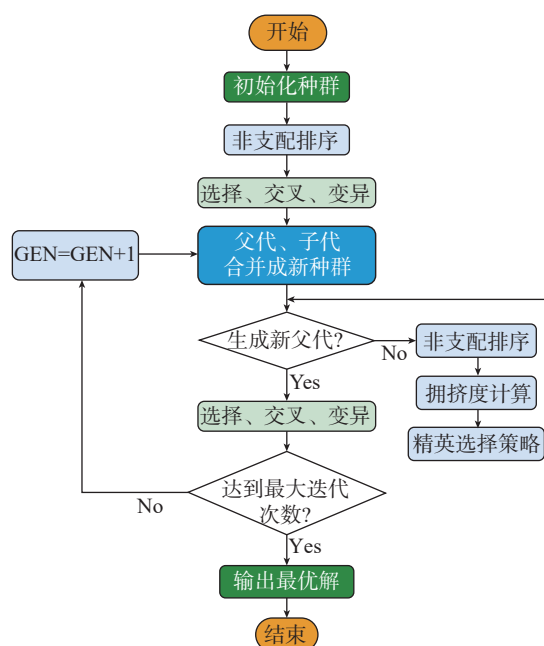 开始
初始化种群
非支配排序
选择、交叉、变异
GEN=GEN+1
父代、子代
合并成新种群
生成新父代?
No
非支配排序
Yes
拥挤度计算
选择、交叉、变异
精英选择策略
达到最大迭代
次数?
No
Yes
输出最优解
结束